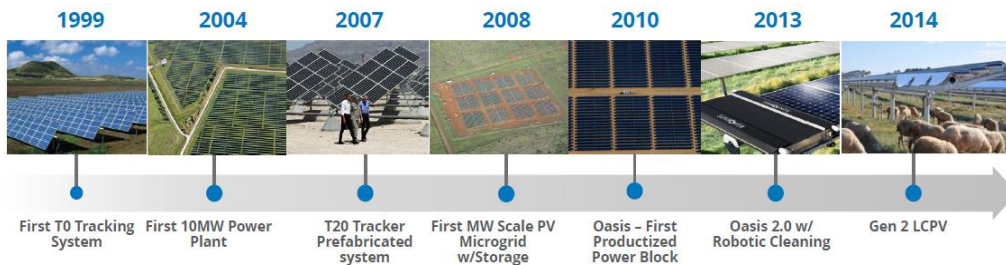 1999
2004
2007
2008
2010
2013
2014
First T0 Tracking
System
First 10MW Power
Plant
T20 Tracker
Prefabricated
system
First MW Scale PV
Microgrid
w/Storage
Oasis – First
Productized
Power Block
Oasis 2.0 w/
Robotic Cleaning
Gen 2 LCPV